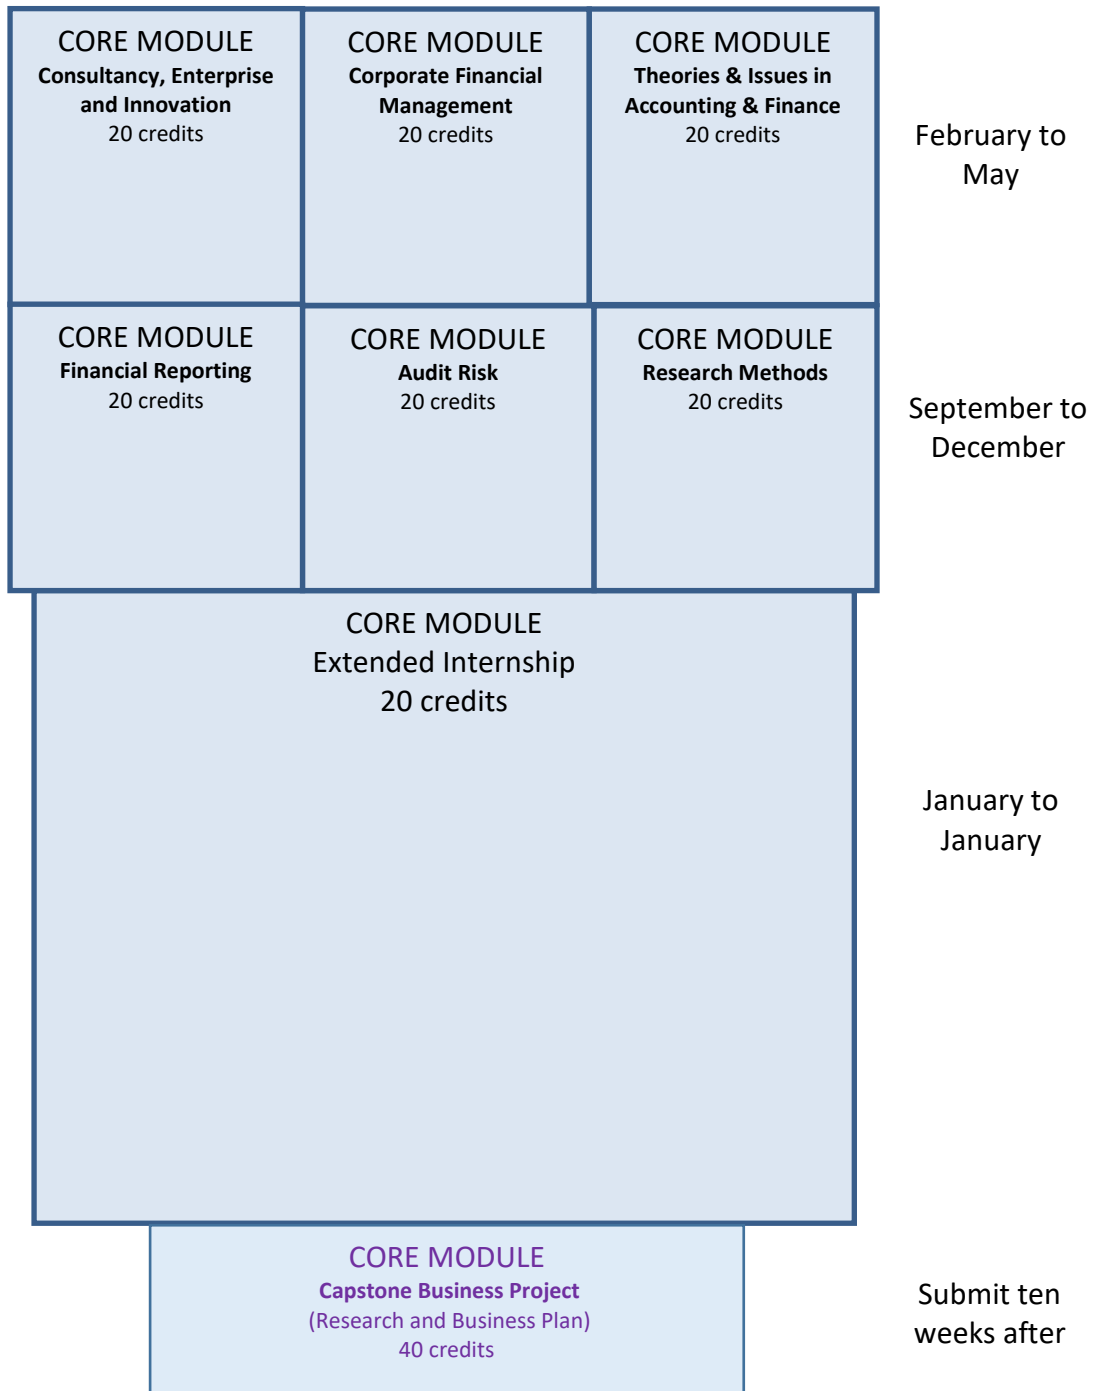 CORE MODULE
Consultancy, Enterprise
and Innovation
20 credits
CORE MODULE
Corporate Financial
Management
20 credits
CORE MODULE
Theories & Issues in
Accounting & Finance
20 credits
February to
May
CORE MODULE
Financial Reporting
20 credits
CORE MODULE
Audit Risk
20 credits
CORE MODULE
Research Methods
20 credits
September to
December
CORE MODULE
Extended Internship
20 credits
January to
January
CORE MODULE
Capstone Business Project
(Research and Business Plan)
40 credits
Submit ten
weeks after